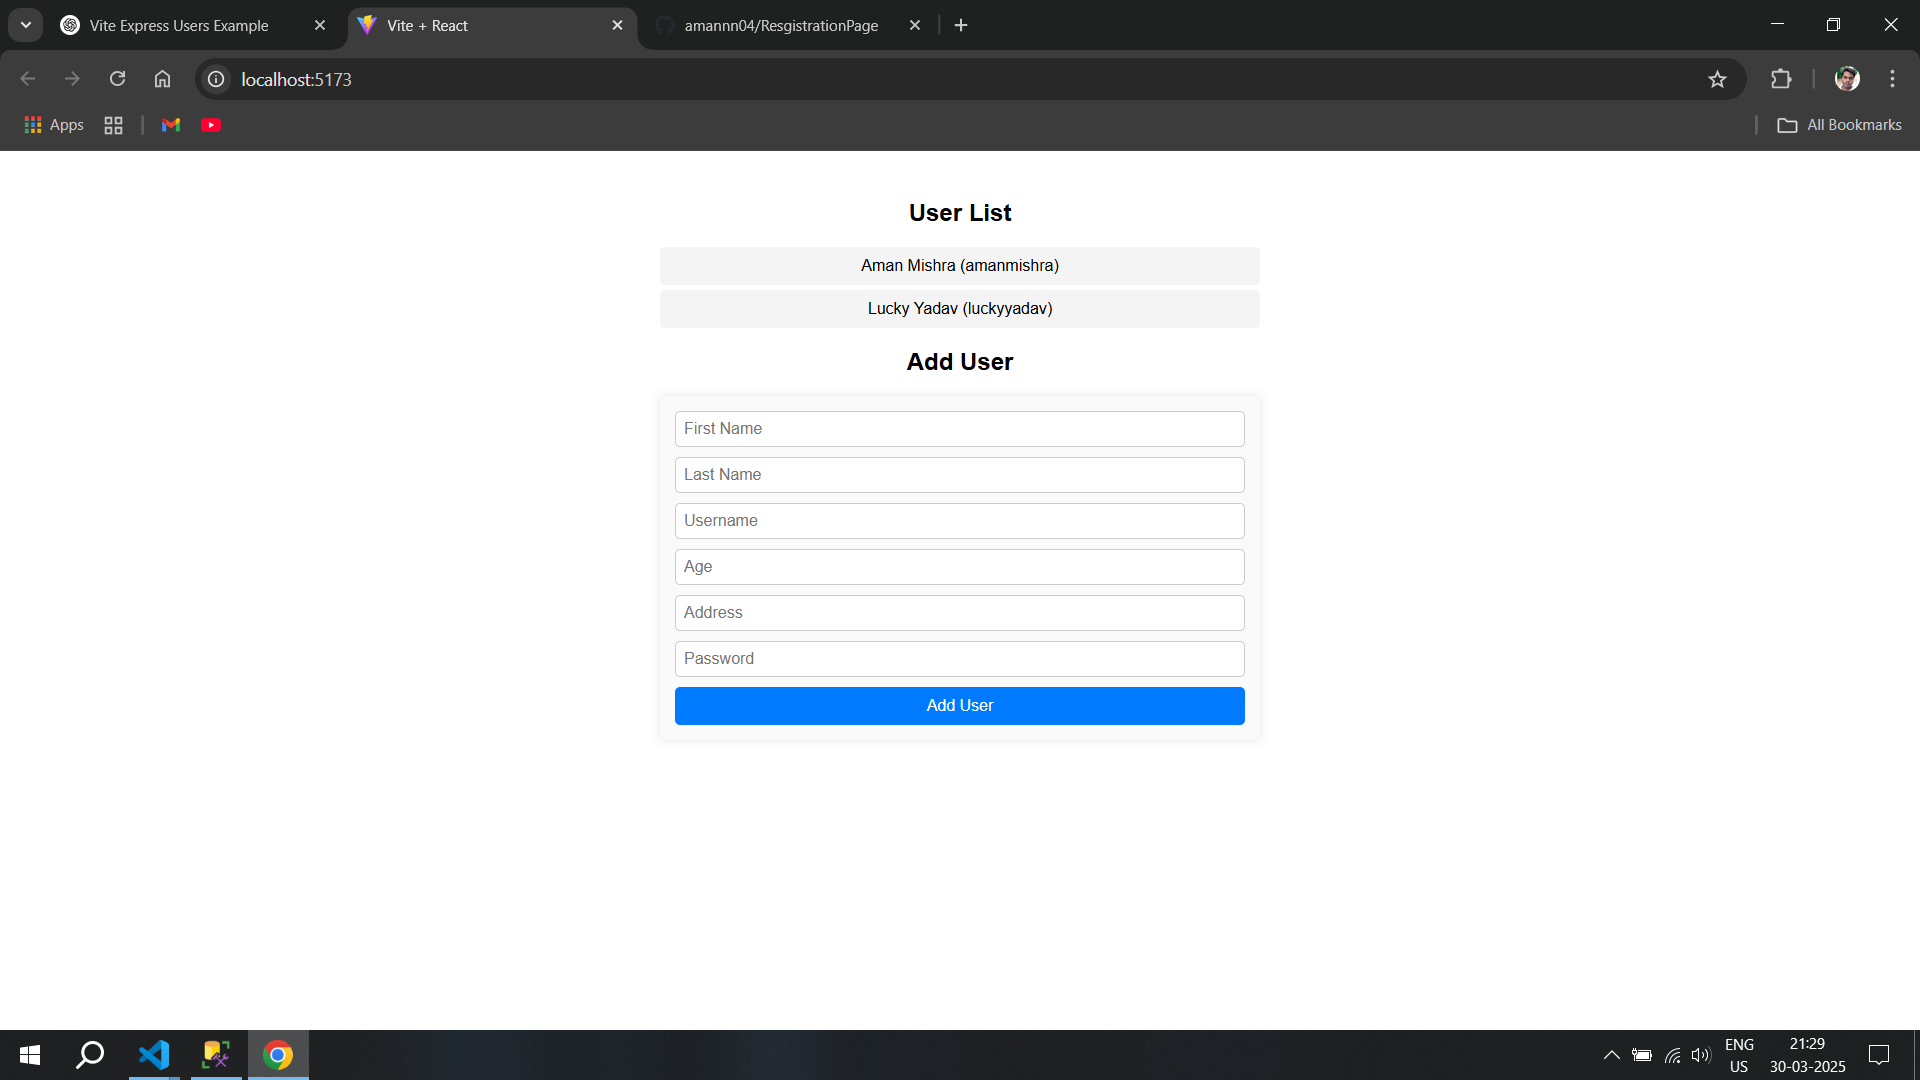 Vite Express Users Example
Vite + React
amannn04/ResgistrationPage
localhost:5173
Apps
All Bookmarks
User List
Aman Mishra (amanmishra)
Lucky Yadav (luckyyadav)
Add User
First Name
Last Name
Username
Age
Address
Password
Add User
ENG
US
21:29
30-03-2025